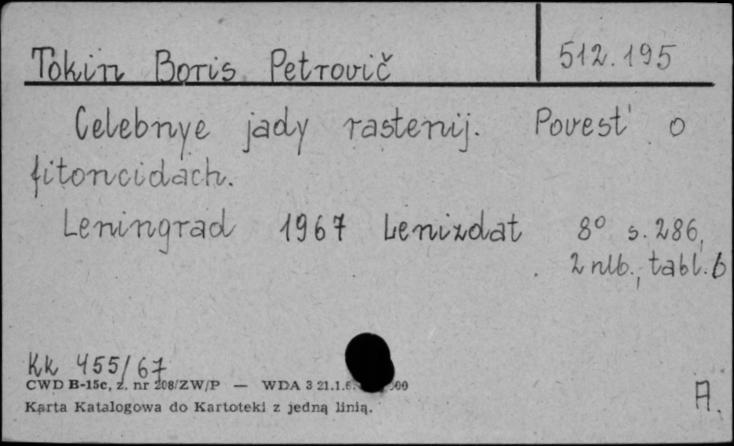 Tokin Boris Petrovič 512.195
Celebnye jady rastenij. Povest' o
fitoncidach.
Leningrad 1967 Lenizdat 8° s. 286,
2 nlb., tabl. 6
KK 455/67
CWD B-15c, z. nr 208/ZW/P — WDA 3 21.1.6
Karta Katalogowa do Kartoteki z jedną linią.
A.